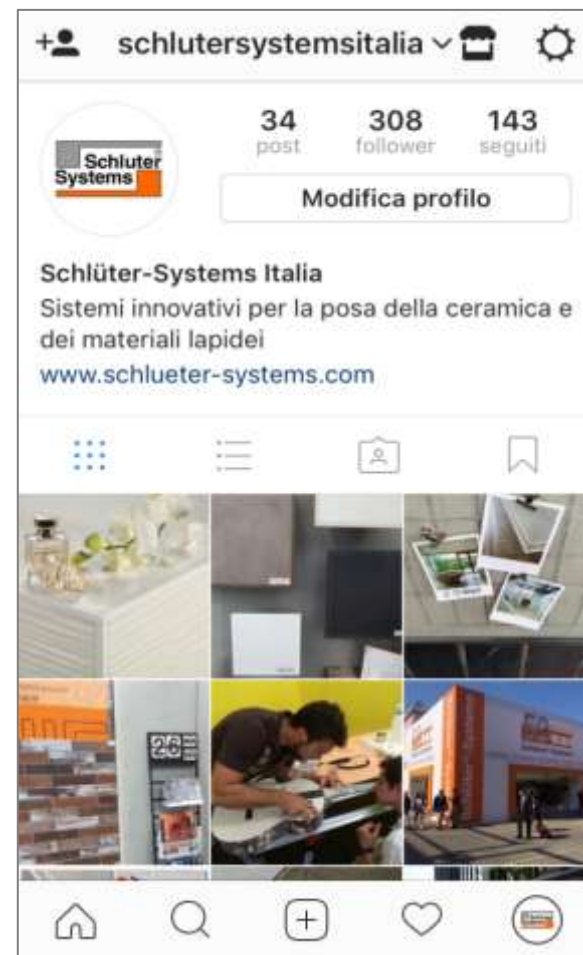 schlutersystemsitalia
34 308 143
post follower seguiti
Modifica profilo
Schluter
Systems
Schlüter-Systems Italia
Sistemi innovativi per la posa della ceramica e
dei materiali lapidei
www.schlueter-systems.com
26